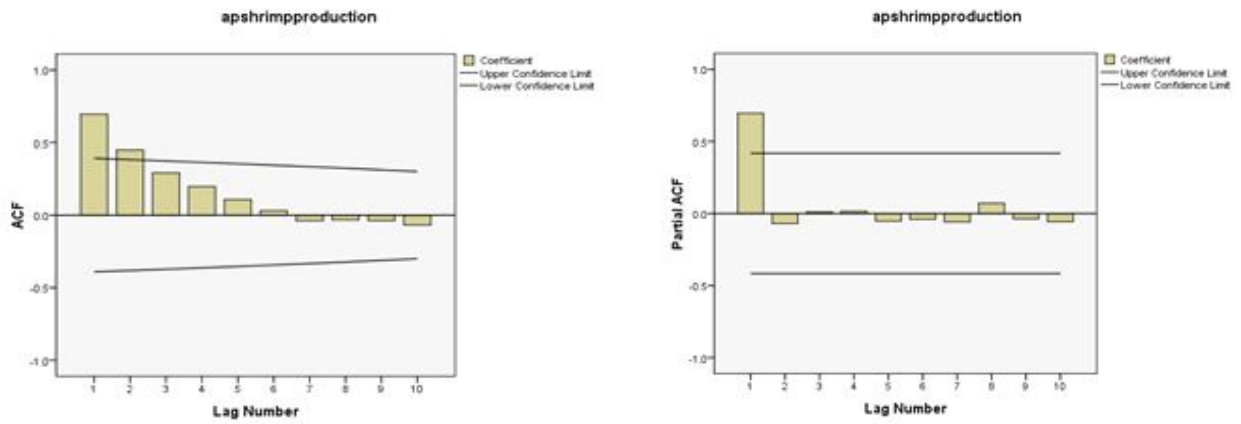 apshrimpproduction
Coefficient
Upper Confidence Limit
Lower Confidence Limit
1.0
0.5
0.0
-0.5
-1.0
ACF
1 2 3 4 5 6 7 8 9 10
Lag Number
apshrimpproduction
Coefficient
Upper Confidence Limit
Lower Confidence Limit
1.0
0.5
0.0
-0.5
-1.0
Partial ACF
1 2 3 4 5 6 7 8 9 10
Lag Number